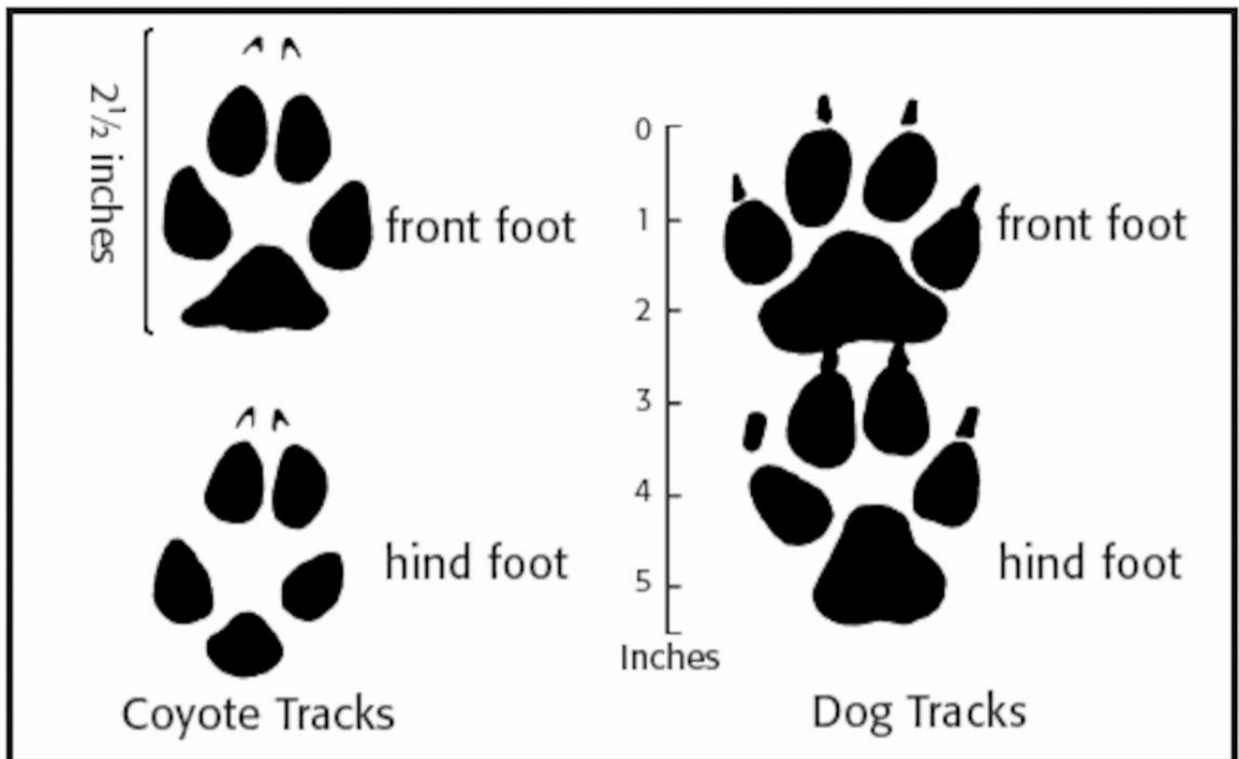 2½ inches
front foot
hind foot
Coyote Tracks
0
1
2
3
4
5
Inches
front foot
hind foot
Dog Tracks